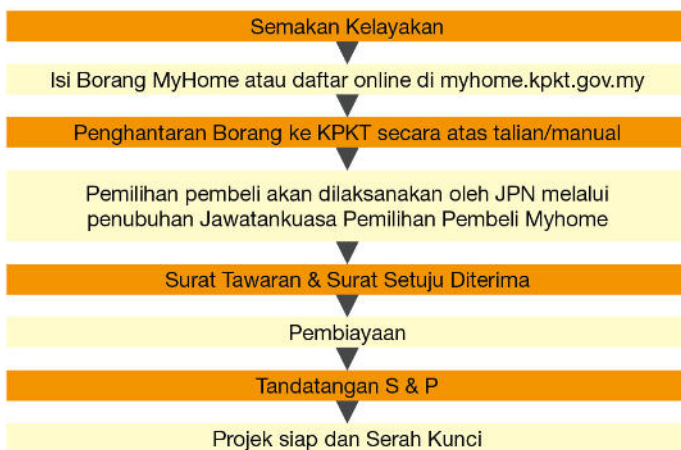 Semakan Kelayakan
Isi Borang MyHome atau daftar online di myhome.kpkt.gov.my
Penghantaran Borang ke KPKT secara atas talian/manual
Pemilihan pembeli akan dilaksanakan oleh JPN melalui
penubuhan Jawatankuasa Pemilihan Pembeli Myhome
Surat Tawaran & Surat Setuju Diterima
Pembiayaan
Tandatangan S & P
Projek siap dan Serah Kunci